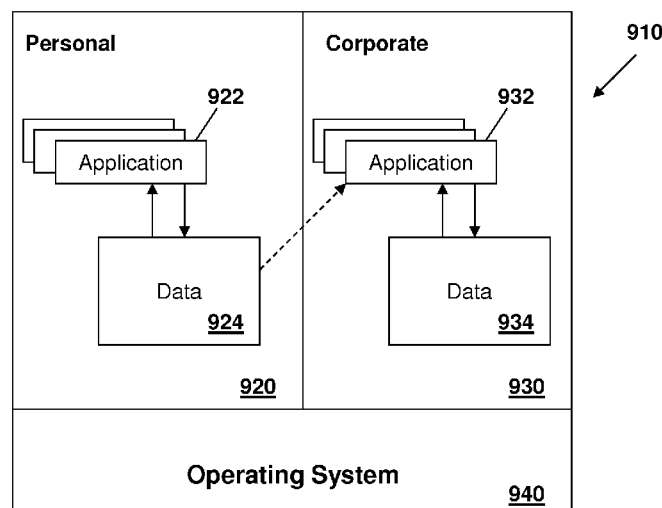 Personal
Corporate
910
922
932
Application
Application
Data
924
Data
934
920
930
Operating System
940